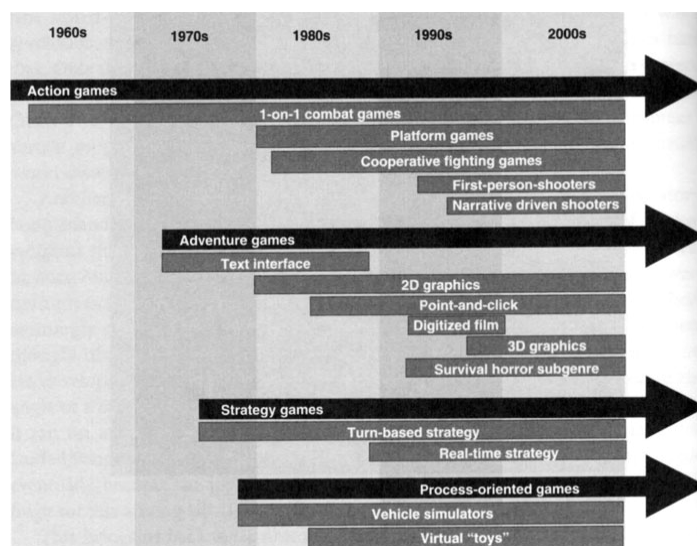 1960s 1970s 1980s 1990s 2000s
Action games
1-on-1 combat games
Platform games
Cooperative fighting games
First-person-shooters
Narrative driven shooters
Adventure games
Text interface
2D graphics
Point-and-click
Digitized film
3D graphics
Survival horror subgenre
Strategy games
Turn-based strategy
Real-time strategy
Process-oriented games
Vehicle simulators
Virtual “toys”